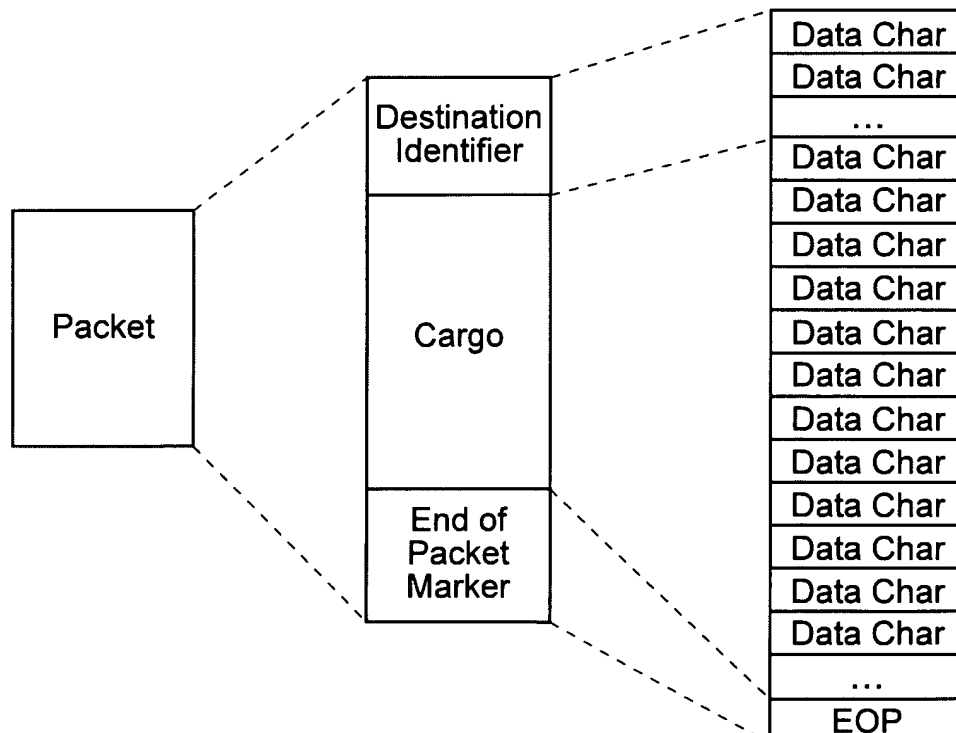 Packet
Destination
Identifier
Cargo
End of
Packet
Marker
Data Char
Data Char
...
Data Char
Data Char
Data Char
Data Char
Data Char
Data Char
Data Char
Data Char
Data Char
Data Char
Data Char
Data Char
...
EOP